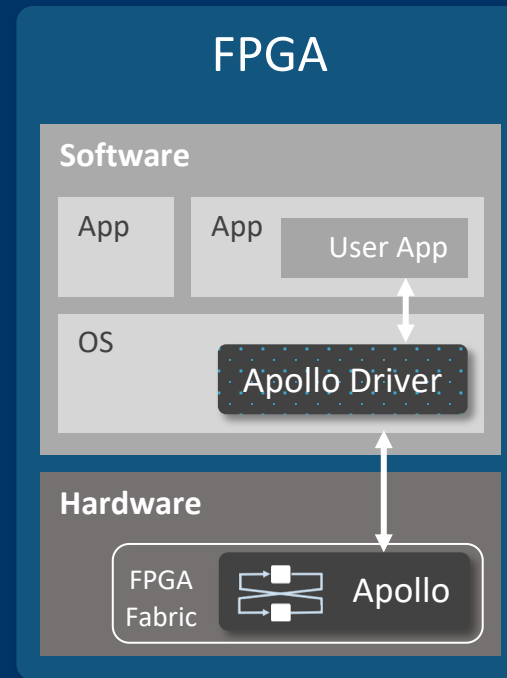 FPGA
Software
App
App
User App
OS
Apollo Driver
Hardware
FPGA
Fabric
Apollo